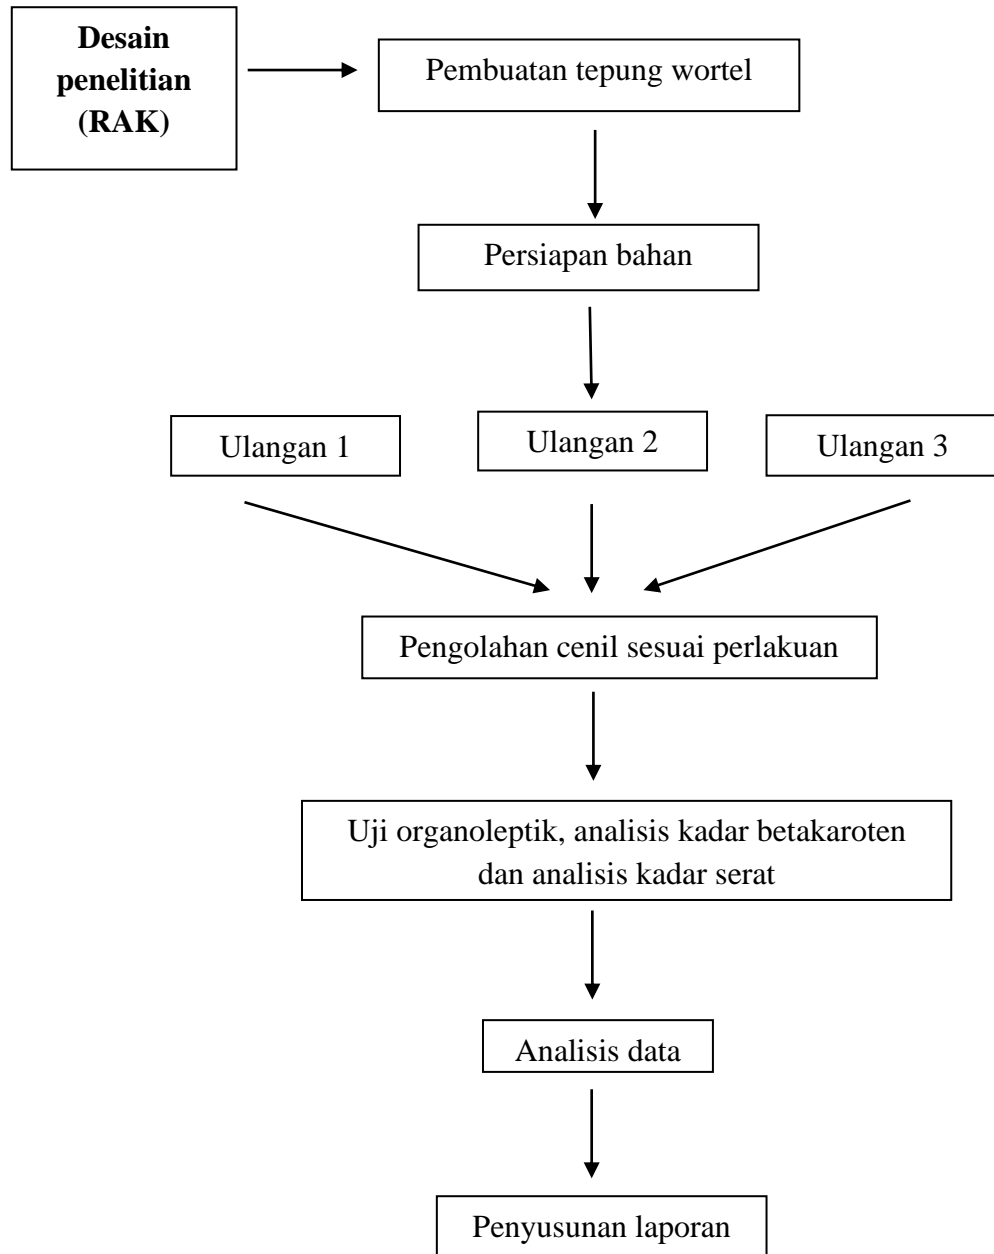 Desain
penelitian
(RAK)
Pembuatan tepung wortel
Persiapan bahan
Ulangan 1
Ulangan 2
Ulangan 3
Pengolahan cenil sesuai perlakuan
Uji organoleptik, analisis kadar betakaroten
dan analisis kadar serat
Analisis data
Penyusunan laporan